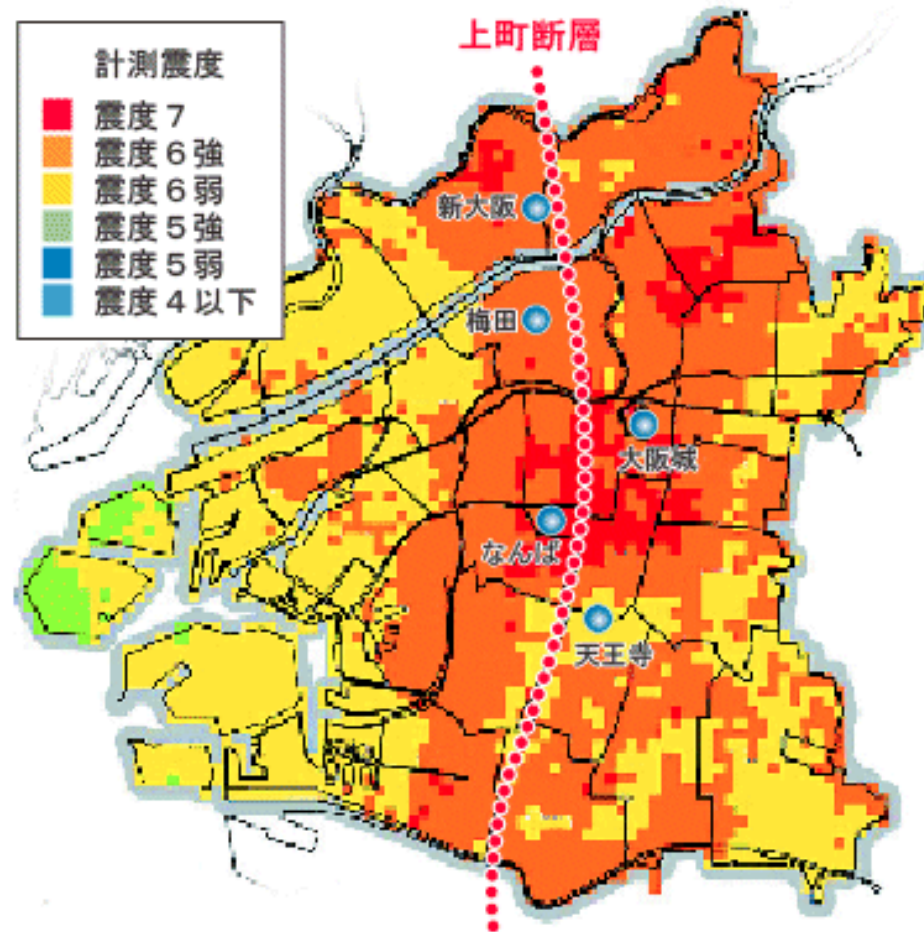 上町断層
計測震度
震度7
震度6強
震度6弱
震度5強
震度5弱
震度4以下
新大阪
梅田
大阪城
なんば
天王寺